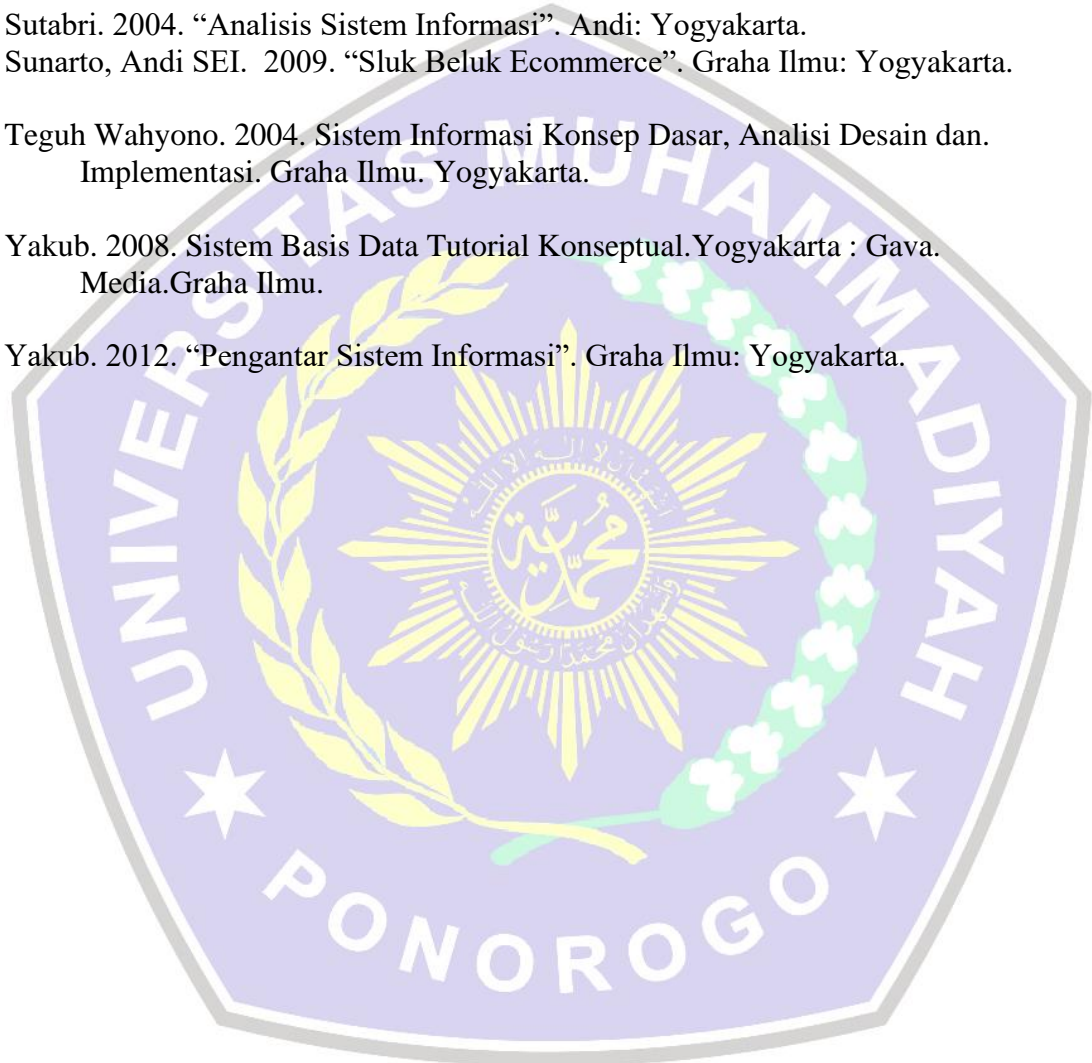 Sutabri. 2004. “Analisis Sistem Informasi”. Andi: Yogyakarta.
Sunarto, Andi SEI.  2009. “Sluk Beluk Ecommerce”. Graha Ilmu: Yogyakarta.
Teguh Wahyono. 2004. Sistem Informasi Konsep Dasar, Analisi Desain dan.
Implementasi. Graha Ilmu. Yogyakarta.
Yakub. 2008. Sistem Basis Data Tutorial Konseptual.Yogyakarta : Gava.
Media.Graha Ilmu.
Yakub. 2012. “Pengantar Sistem Informasi”. Graha Ilmu: Yogyakarta.
UNIVERSITAS MUHAMMADIYAH
PONOROGO
محمدية